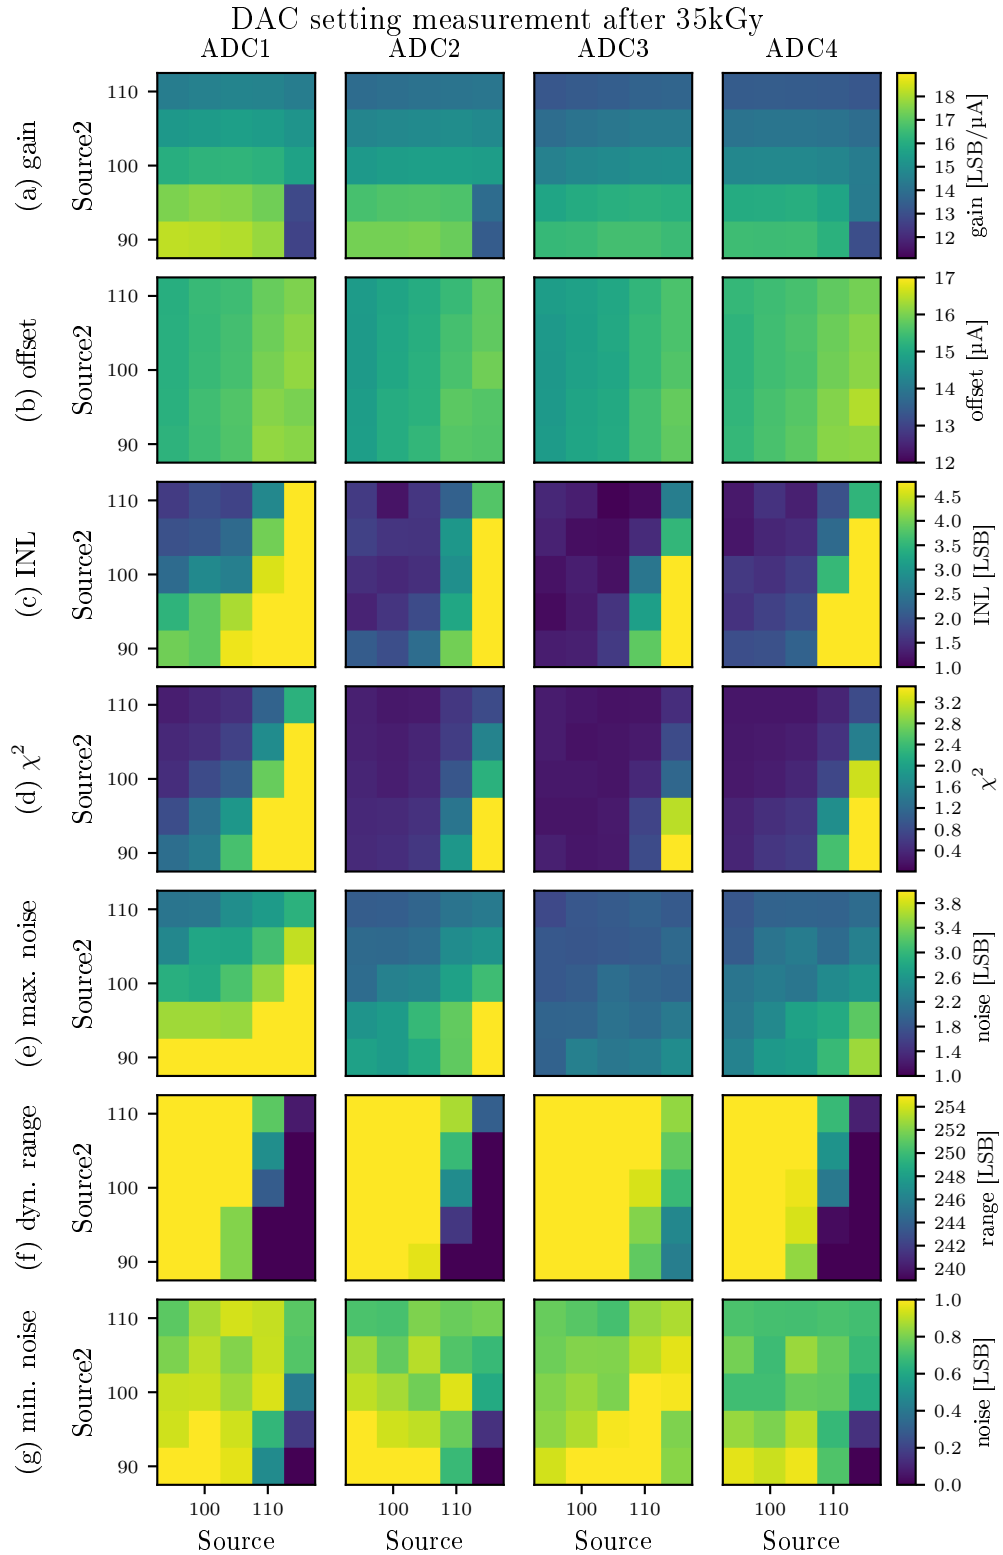 DAC setting measurement after 35kGy
ADC1 ADC2 ADC3 ADC4
(a) gain
Source2
110
100
90
18
17
16
15
14
13
12
gain [LSB/µA]
(b) offset
Source2
110
100
90
17
16
15
14
13
12
offset [µA]
(c) INL
Source2
110
100
90
4.5
4.0
3.5
3.0
2.5
2.0
1.5
1.0
INL [LSB]
(d) χ²
Source2
110
100
90
3.2
2.8
2.4
2.0
1.6
1.2
0.8
0.4
χ²
(e) max. noise
Source2
110
100
90
3.8
3.4
3.0
2.6
2.2
1.8
1.4
1.0
noise [LSB]
(f) dyn. range
Source2
110
100
90
254
252
250
248
246
244
242
240
range [LSB]
(g) min. noise
Source2
110
100
90
1.0
0.8
0.6
0.4
0.2
0.0
noise [LSB]
100 110 100 110 100 110 100 110
Source Source Source Source